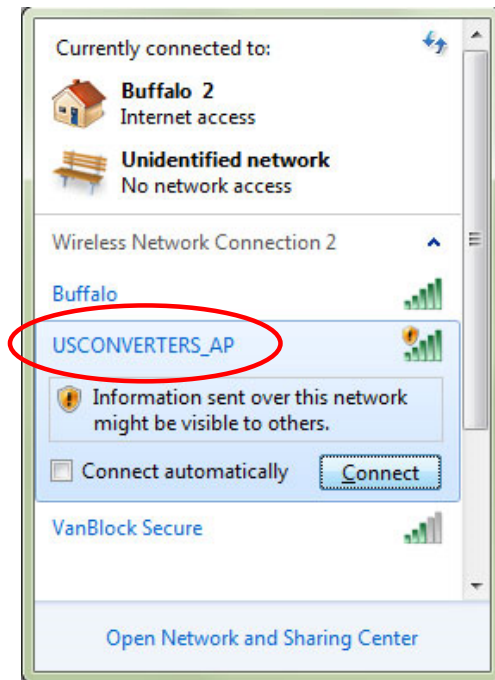 Currently connected to:
Buffalo 2
Internet access
Unidentified network
No network access
Wireless Network Connection 2
Buffalo
USCONVERTERS_AP
Information sent over this network
might be visible to others.
Connect automatically Connect
VanBlock Secure
Open Network and Sharing Center